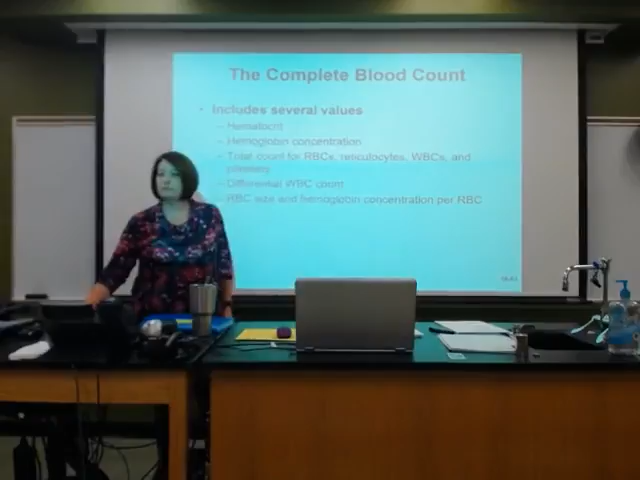 The Complete Blood Count
• Includes several values
– Hematocrit
– Hemoglobin concentration
– Total count for RBCs, reticulocytes, WBCs, and
platelets
– Differential WBC count
– RBC size and hemoglobin concentration per RBC